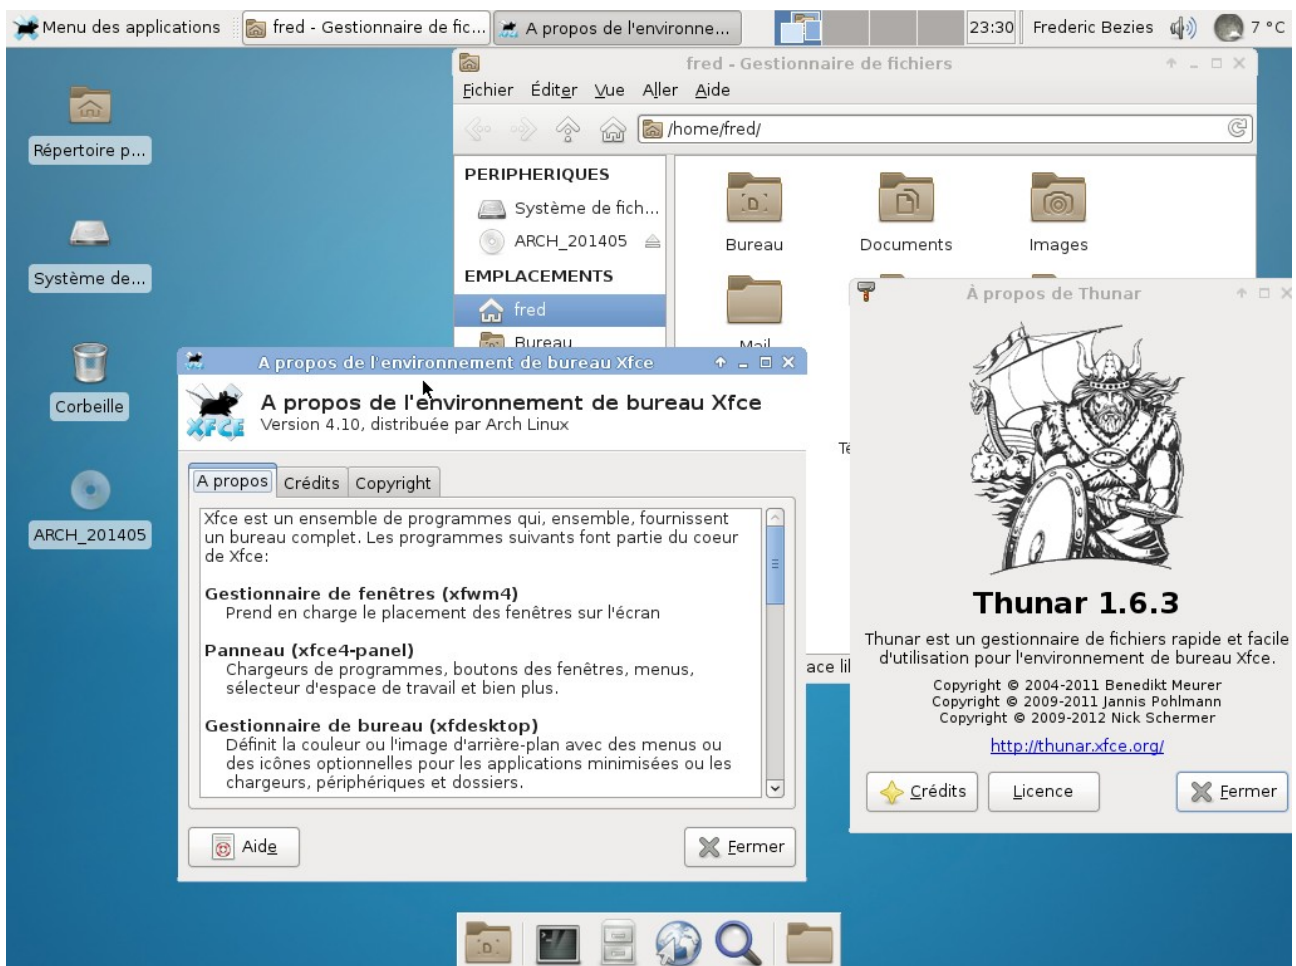 Menu des applications
fred - Gestionnaire de fic...
A propos de l'environne...
23:30
Frederic Bezies
7 °C
Répertoire p...
Système de...
Corbeille
ARCH_201405
fred - Gestionnaire de fichiers
Fichier Éditer Vue Aller Aide
/home/fred/
PERIPHERIQUES
Système de fich...
ARCH_201405
EMPLACEMENTS
fred
Bureau
Bureau
Documents
Images
Mail
Té
ace li
A propos de l'environnement de bureau Xfce
XFCE
A propos de l'environnement de bureau Xfce
Version 4.10, distribuée par Arch Linux
A propos
Crédits
Copyright
Xfce est un ensemble de programmes qui, ensemble, fournissent
un bureau complet. Les programmes suivants font partie du coeur
de Xfce:
Gestionnaire de fenêtres (xfwm4)
Prend en charge le placement des fenêtres sur l'écran
Panneau (xfce4-panel)
Chargeurs de programmes, boutons des fenêtres, menus,
sélecteur d'espace de travail et bien plus.
Gestionnaire de bureau (xfdesktop)
Définit la couleur ou l'image d'arrière-plan avec des menus ou
des icônes optionnelles pour les applications minimisées ou les
chargeurs, périphériques et dossiers.
Aide
Fermer
À propos de Thunar
Thunar 1.6.3
Thunar est un gestionnaire de fichiers rapide et facile
d'utilisation pour l'environnement de bureau Xfce.
Copyright © 2004-2011 Benedikt Meurer
Copyright © 2009-2011 Jannis Pohlmann
Copyright © 2009-2012 Nick Schermer
http://thunar.xfce.org/
Crédits
Licence
Fermer